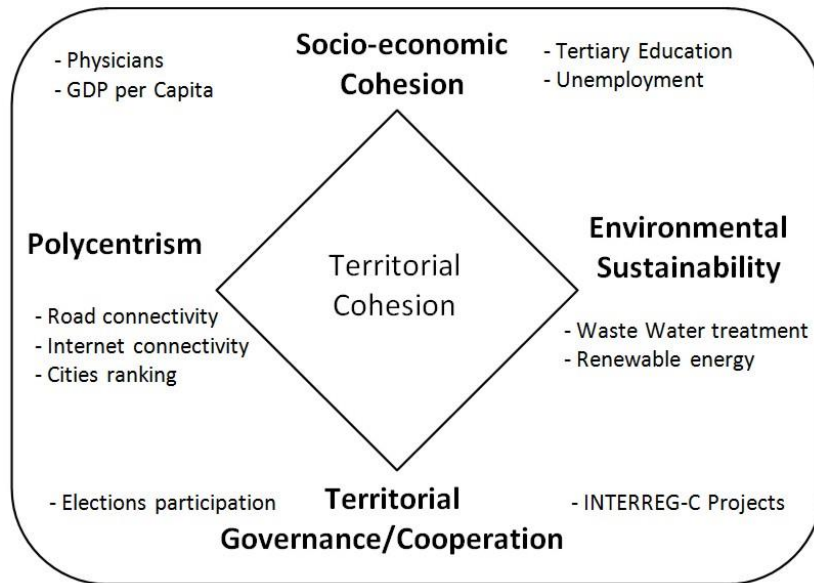 Socio-economic
Cohesion
- Physicians
- GDP per Capita
- Tertiary Education
- Unemployment
Polycentrism
- Road connectivity
- Internet connectivity
- Cities ranking
Territorial
Cohesion
Environmental
Sustainability
- Waste Water treatment
- Renewable energy
- Elections participation
Territorial
Governance/Cooperation
- INTERREG-C Projects